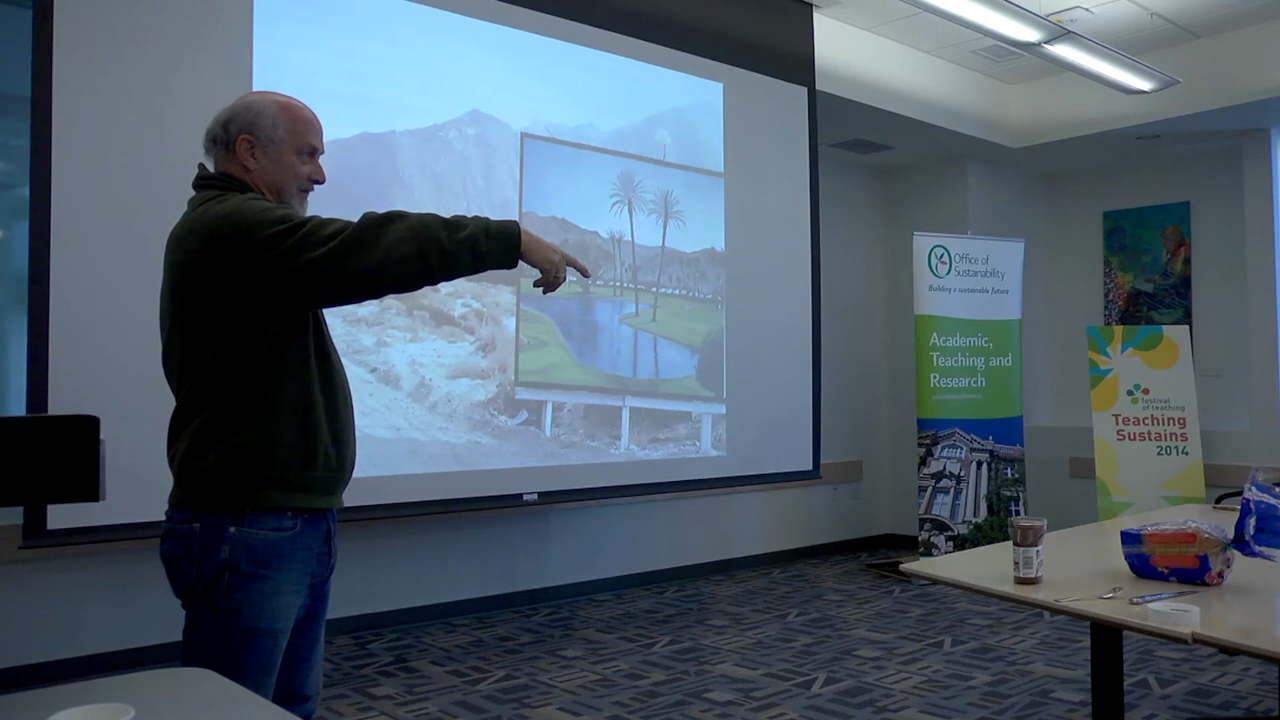 Office of
Sustainability
Building a sustainable future
Academic,
Teaching and
Research
festival
of teaching
Teaching
Sustains
2014